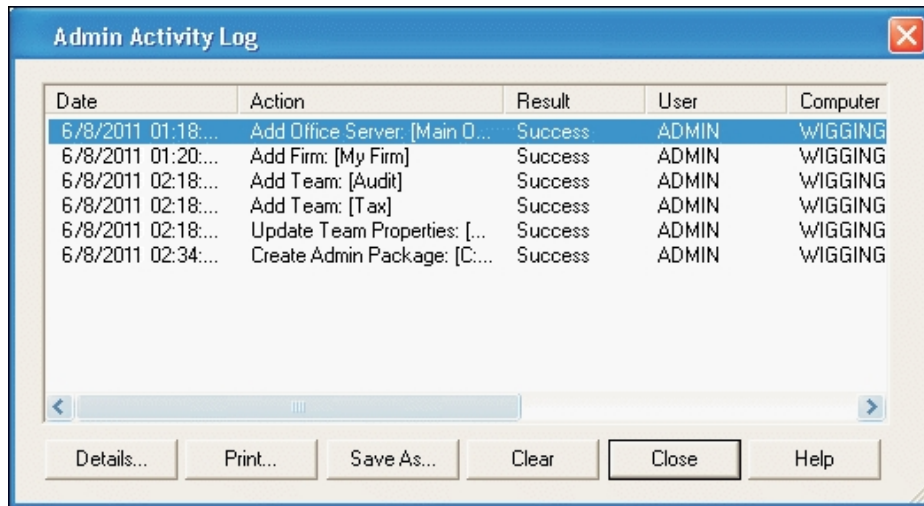 Admin Activity Log
Date Action Result User Computer
6/8/2011 01:18:... Add Office Server: [Main O... Success ADMIN WIGGING
6/8/2011 01:20:... Add Firm: [My Firm] Success ADMIN WIGGING
6/8/2011 02:18:... Add Team: [Audit] Success ADMIN WIGGING
6/8/2011 02:18:... Add Team: [Tax] Success ADMIN WIGGING
6/8/2011 02:18:... Update Team Properties: [... Success ADMIN WIGGING
6/8/2011 02:34:... Create Admin Package: [C:... Success ADMIN WIGGING
Details... Print... Save As... Clear Close Help